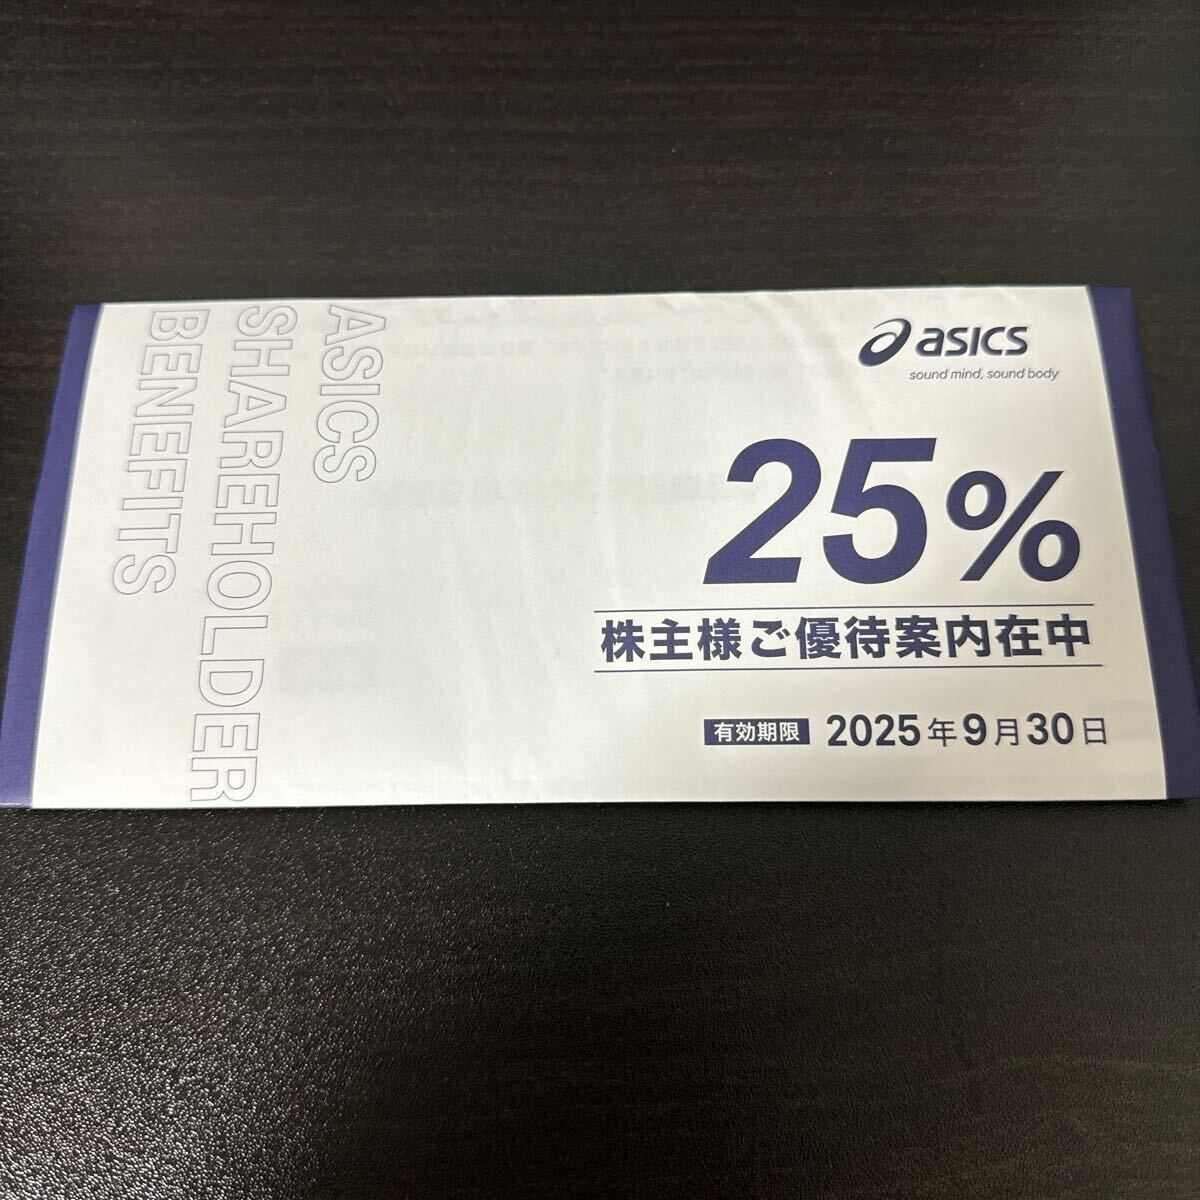 ASICS
SHAREHOLDER
BENEFITS
asics
sound mind, sound body
25%
株主様ご優待案内在中
有効期限 2025年9月30日